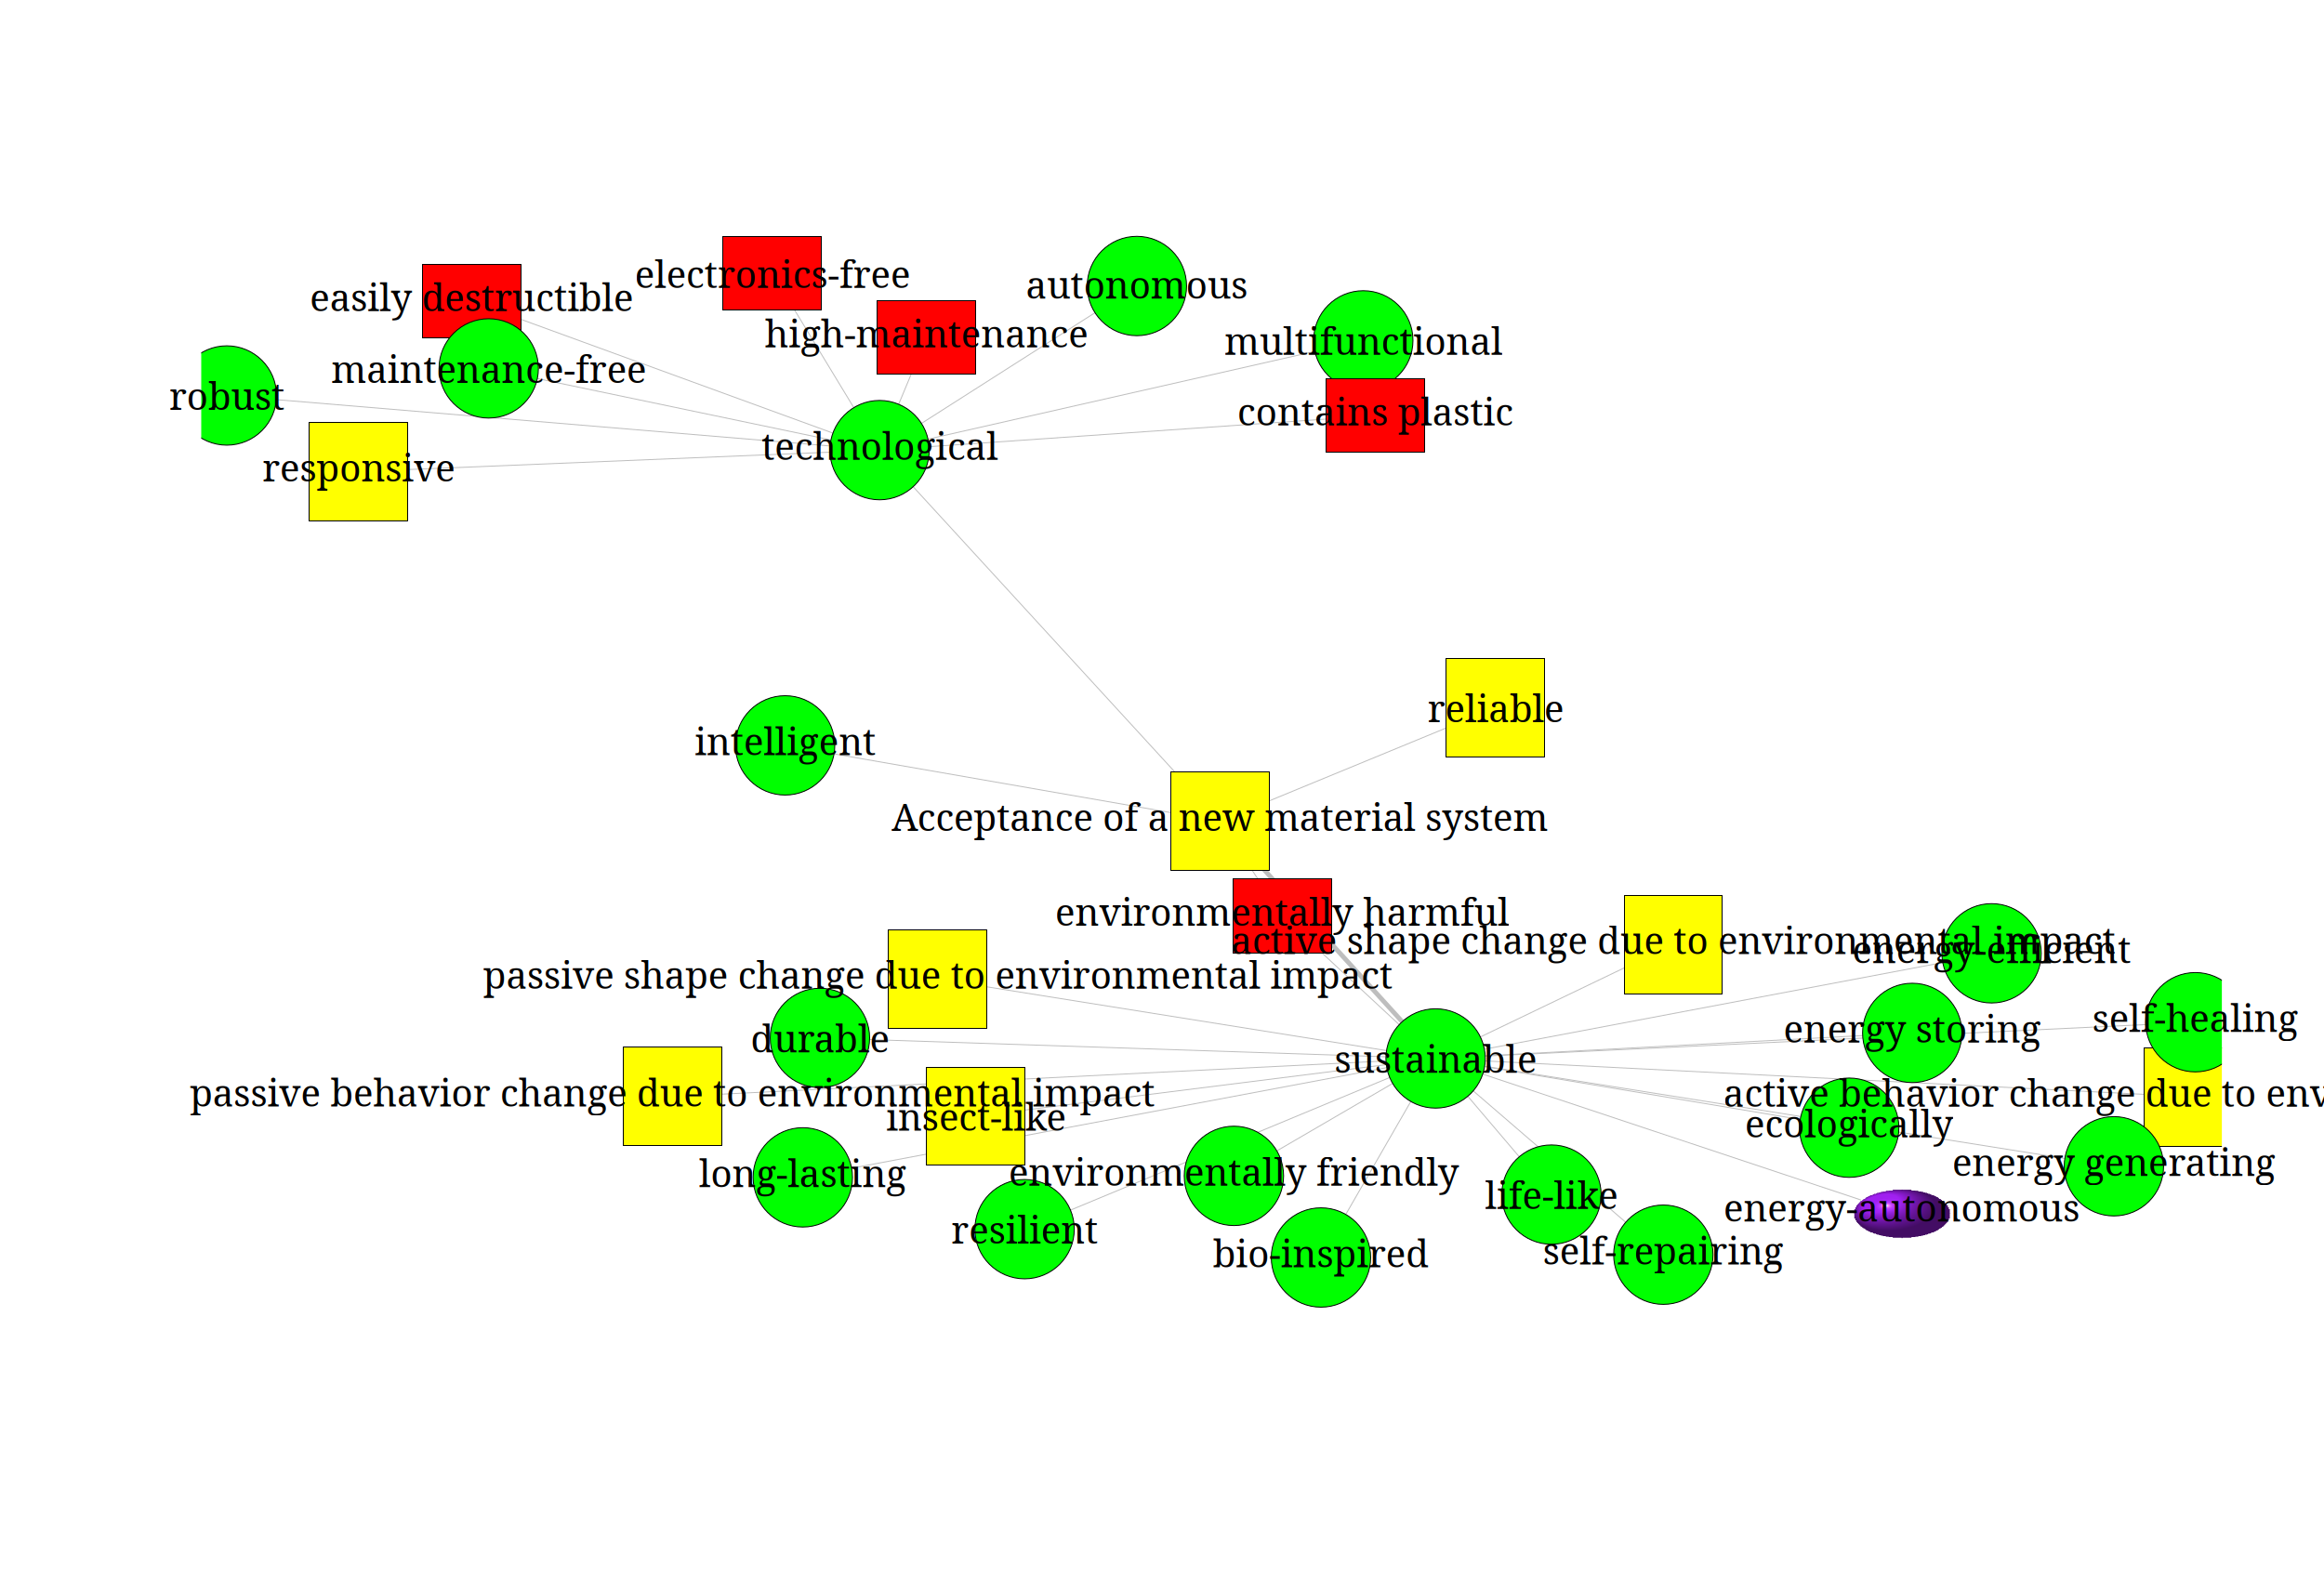 electronics-free
autonomous
easily destructible
high-maintenance
multifunctional
maintenance-free
robust
contains plastic
technological
responsive
reliable
intelligent
Acceptance of a new material system
environmentally harmful
active shape change due to environmental impact
energy-efficient
passive shape change due to environmental impact
self-healing
energy storing
durable
sustainable
passive behavior change due to environmental impact
active behavior change due to env
insect-like
ecologically
energy generating
long-lasting
environmentally friendly
life-like
energy-autonomous
resilient
bio-inspired
self-repairing